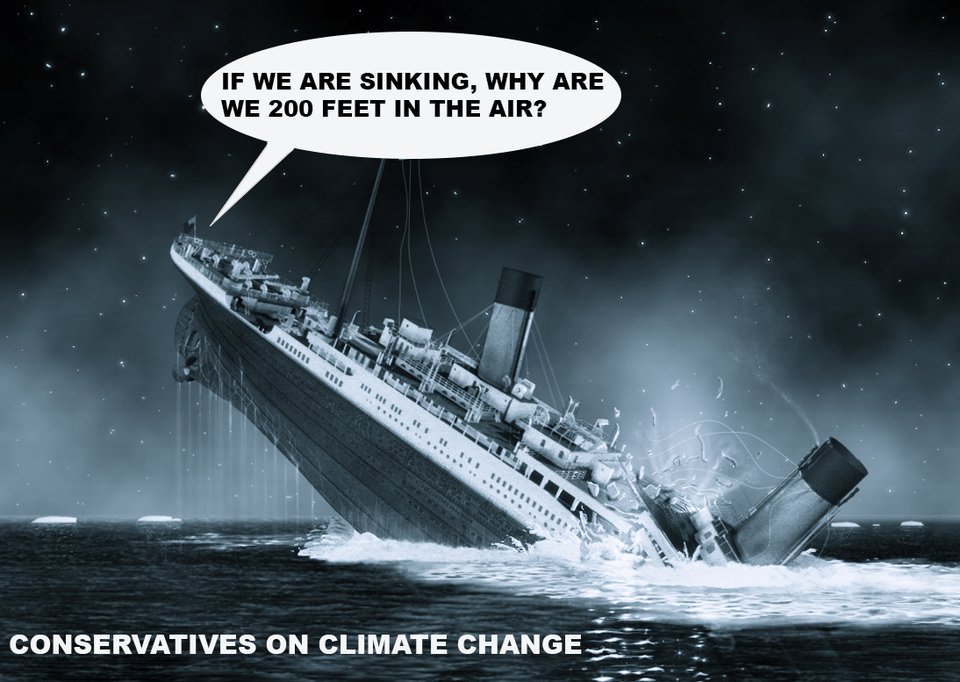 IF WE ARE SINKING, WHY ARE
WE 200 FEET IN THE AIR?
CONSERVATIVES ON CLIMATE CHANGE